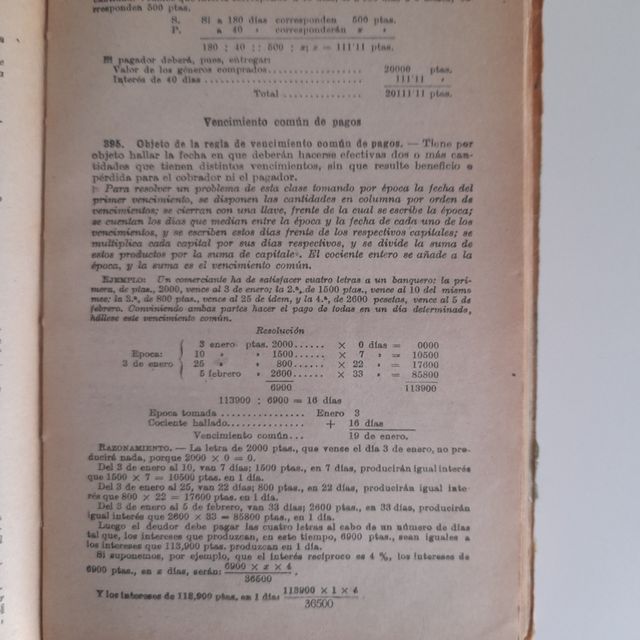 responden 500 ptas.
S. Si a 180 días corresponden 500 ptas.
P. a 40 › corresponderán x ›
180 : 40 :: 500 : x; x = 111'11 ptas.
El pagador deberá, pues, entregar:
Valor de los géneros comprados................ 20000 ptas.
Interés de 40 días........................... 111'11 ›
Total ................ 20111'11 ptas.
Vencimiento común de pagos
395. Objeto de la regla de vencimiento común de pagos. — Tiene por
objeto hallar la fecha en que deberán hacerse efectivas dos o más can-
tidades que tienen distintos vencimientos, sin que resulte beneficio o
pérdida para el cobrador ni el pagador.
Para resolver un problema de esta clase tomando por época la fecha del
primer vencimiento, se disponen las cantidades en columna por orden de
vencimientos; se cierran con una llave, frente de la cual se escribe la época;
se cuentan los días que median entre la época y la fecha de cada uno de los
vencimientos, y se escriben estos días frente de los respectivos capitales; se
multiplica cada capital por sus días respectivos, y se divide la suma de
estos productos por la suma de capitales. El cociente entero se añade a la
época, y la suma es el vencimiento común.
EJEMPLO: Un comerciante ha de satisfacer cuatro letras a un banquero: la pri-
mera, de ptas., 2000, vence al 3 de enero; la 2.ª, de 1500 ptas., vence al 10 del mismo
mes; la 3.ª, de 800 ptas., vence al 25 de ídem, y la 4.ª, de 2600 pesetas, vence al 5 de
febrero. Conviniendo ambas partes hacer el pago de todas en un día determinado,
hállese este vencimiento común.
Resolución
3 enero ptas. 2000...... × 0 días = 0000
Epoca: 10 › › 1500...... × 7 › = 10500
3 de enero 25 › › 800...... × 22 › = 17600
5 febrero › 2600...... × 33 › = 85800
6900 113900
113900 : 6900 = 16 días
Epoca tomada ............... Enero 3
Cociente hallado............. + 16 días
Vencimiento común... 19 de enero.
RAZONAMIENTO. — La letra de 2000 ptas., que vence el día 3 de enero, no pro-
ducirá nada, porque 2000 × 0 = 0.
Del 3 de enero al 10, van 7 días; 1500 ptas., en 7 días, producirán igual interés
que 1500 × 7 = 10500 ptas. en 1 día.
Del 3 de enero al 25, van 22 días; 800 ptas., en 22 días, producirán igual inte-
rés que 800 × 22 = 17600 ptas. en 1 día.
Del 3 de enero al 5 de febrero, van 33 días; 2600 ptas., en 33 días, producirán
igual interés que 2600 × 33 = 85800 ptas., en 1 día.
Luego el deudor debe pagar las cuatro letras al cabo de un número de días
tal que, los intereses que produzcan, en este tiempo, 6900 ptas., sean iguales a
los intereses que 113,900 ptas. produzcan en 1 día.
Si suponemos, por ejemplo, que el interés recíproco es 4 %, los intereses de
6900 ptas., en x días, serán: 6900 × x × 4
36500
Y los intereses de 113,900 ptas. en 1 día: 113900 × 1 × 4
36500